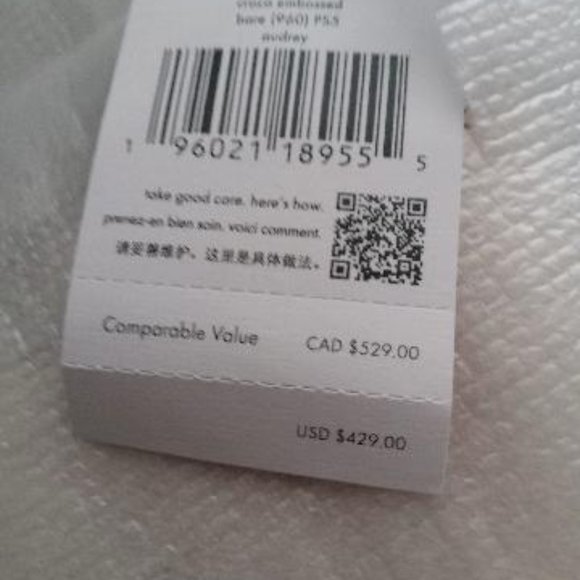 croco embossed
bare (960) PS5
audrey
1 96021 18955 5
take good care. here's how.
prenez-en bien soin. voici comment.
请妥善维护。这里是具体做法。
Comparable Value CAD $529.00
USD $429.00